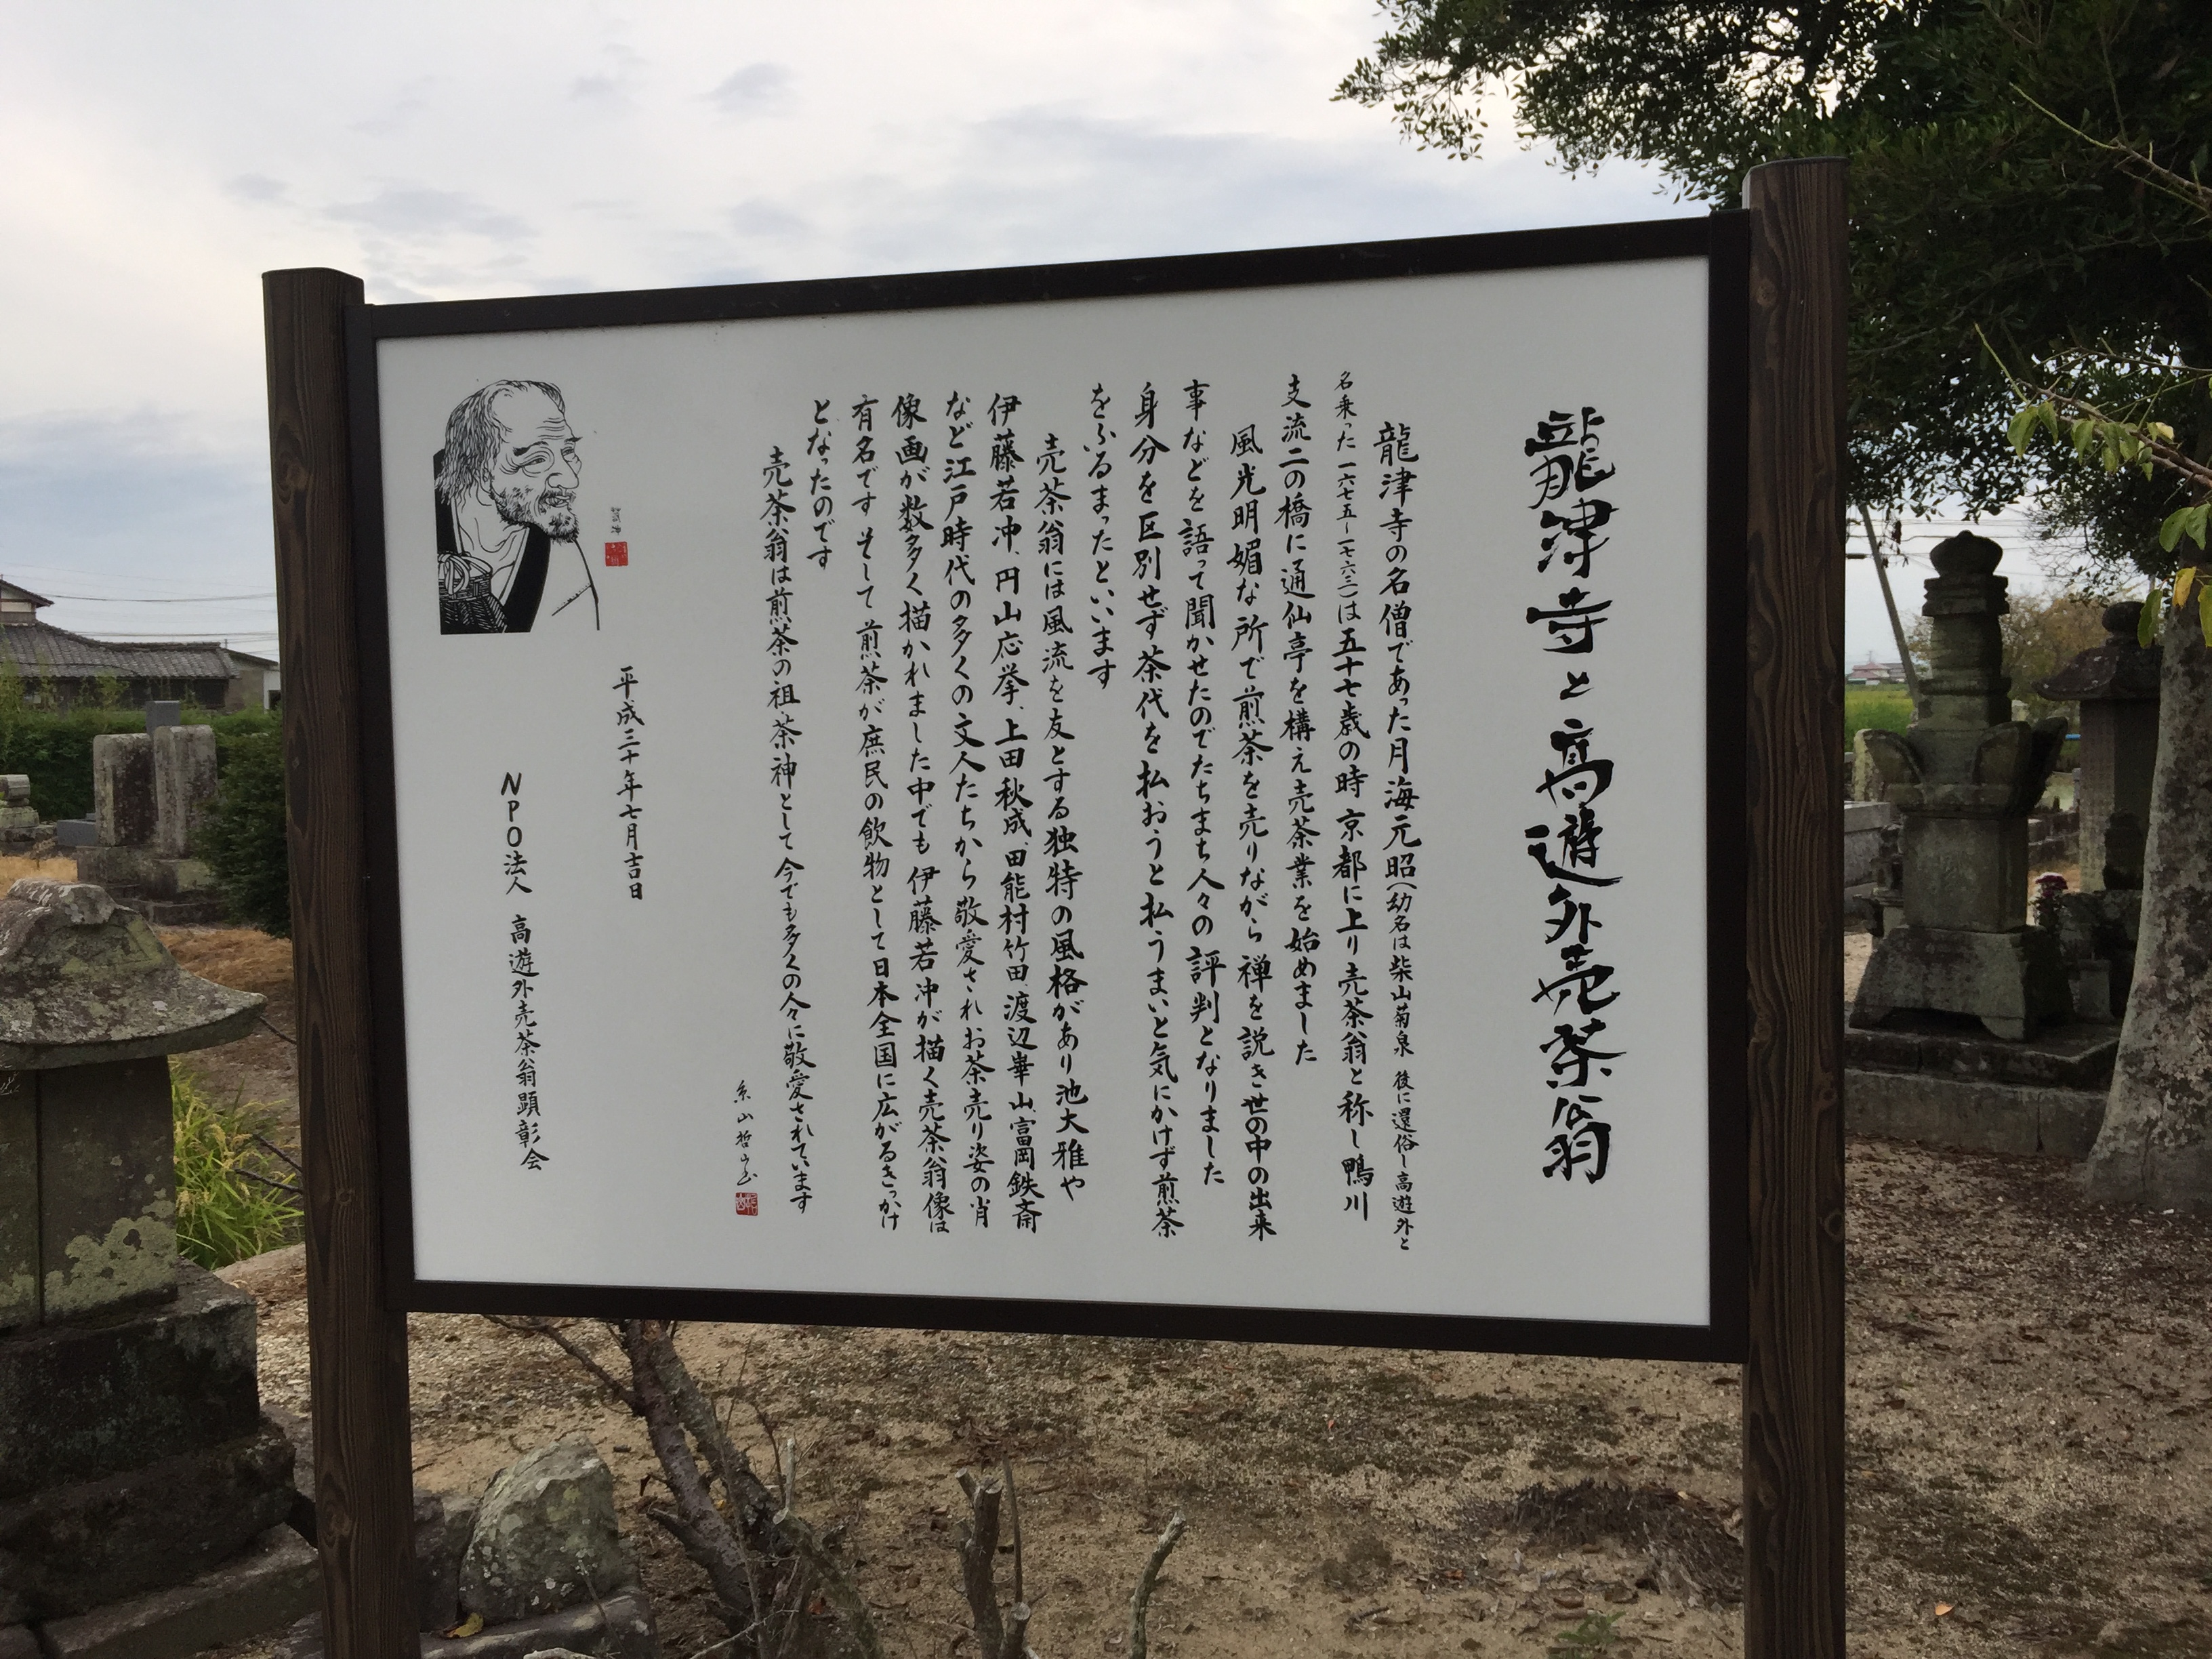 龍津寺と高遊外売茶翁
龍津寺の名僧であった月海元昭(幼名は柴山菊泉 後に還俗し高遊外と
名乗った一六七五～一七六三)は五十七歳の時 京都に上り売茶翁と称し鴨川
支流二の橋に通仙亭を構え売茶業を始めました
風光明媚な所で煎茶を売りながら禅を説き世の中の出来
事などを語って聞かせたのでたちまち人々の評判となりました
身分を区別せず茶代を払おうと払うまいと気にかけず煎茶
をふるまったといいます
売茶翁には風流を友とする独特の風格があり池大雅や
伊藤若冲、円山応挙、上田秋成、田能村竹田、渡辺崋山、富岡鉄斎
など江戸時代の多くの文人たちから敬愛されお茶売り姿の肖
像画が数多く描かれました中でも伊藤若冲が描く売茶翁像は
有名です そして煎茶が庶民の飲物として日本全国に広がるきっかけ
となったのです
売茶翁は煎茶の祖、茶神として 今でも多くの人々に敬愛されています
糸山哲山
平成三十年七月吉日
NPO法人 高遊外売茶翁顕彰会